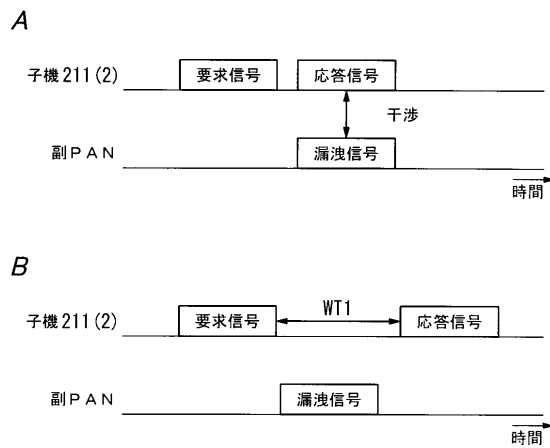 A
子機211(2)
要求信号
応答信号
干渉
副PAN
漏洩信号
時間
B
子機211(2)
要求信号
WT1
応答信号
副PAN
漏洩信号
時間